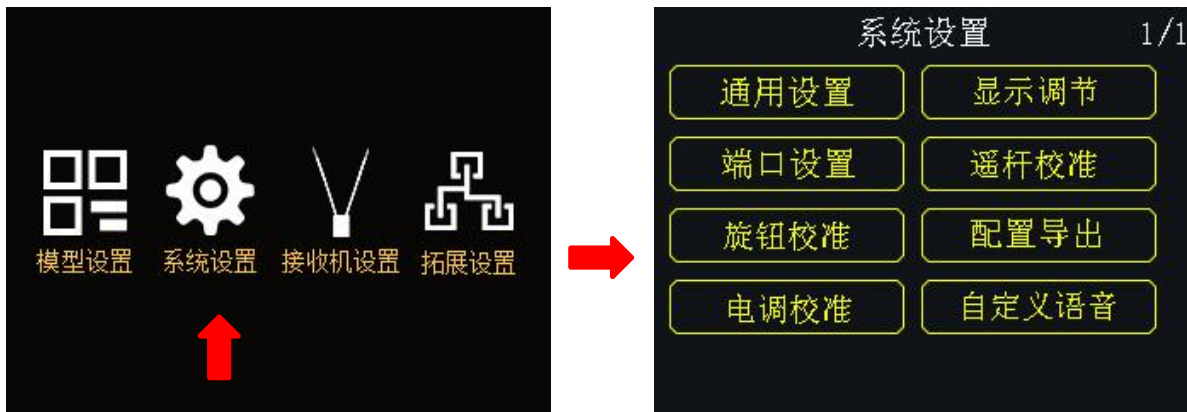 模型设置 系统设置 接收机设置 拓展设置
系统设置 1/1
通用设置 显示调节
端口设置 遥杆校准
旋钮校准 配置导出
电调校准 自定义语音